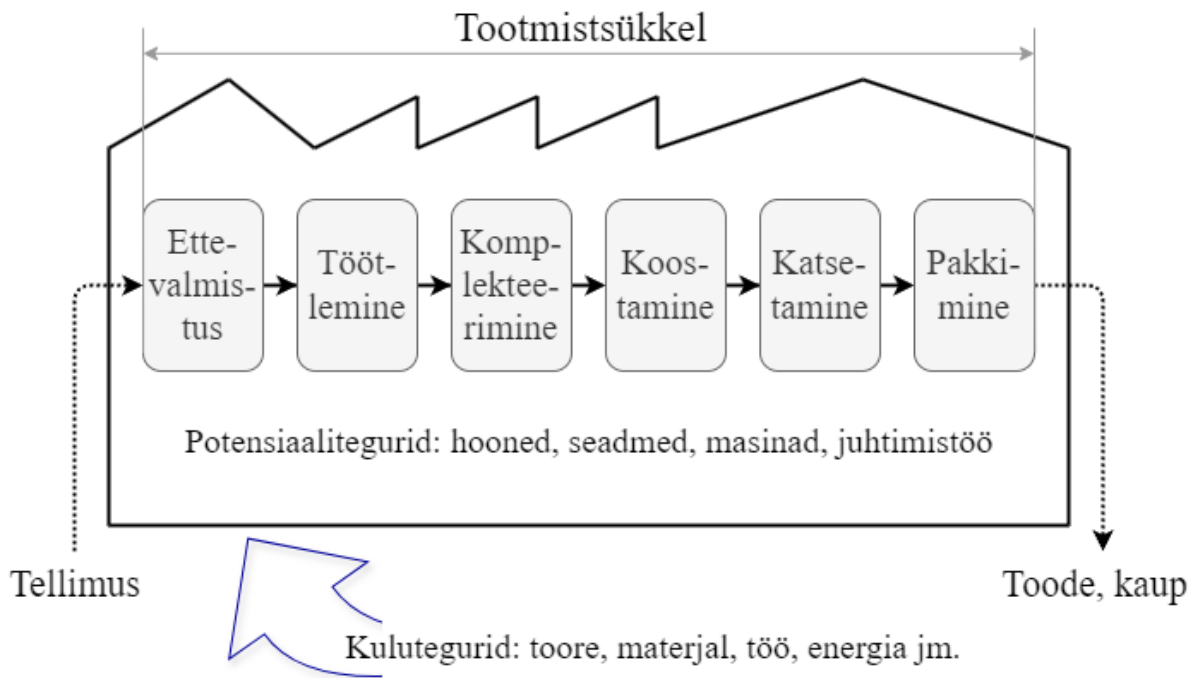 Tootmistsükkel
Ette-
valmis-
tus
Tööt-
lemine
Komp-
lektee-
rimine
Koos-
tamine
Katse-
tamine
Pakki-
mine
Potensiaalitegurid: hooned, seadmed, masinad, juhtimistöö
Tellimus
Toode, kaup
Kulutegurid: toore, materjal, töö, energia jm.